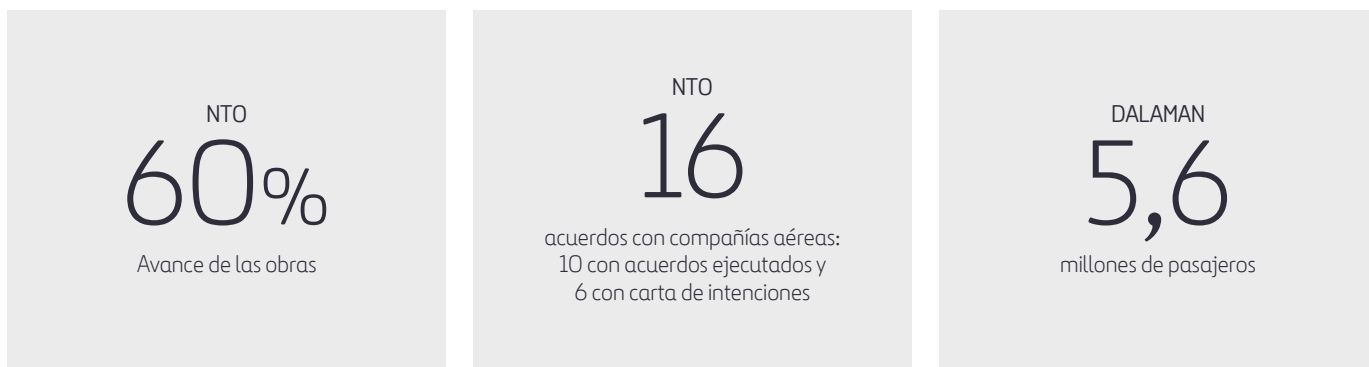 NTO
60%
Avance de las obras
NTO
16
acuerdos con compañías aéreas:
10 con acuerdos ejecutados y
6 con carta de intenciones
DALAMAN
5,6
millones de pasajeros